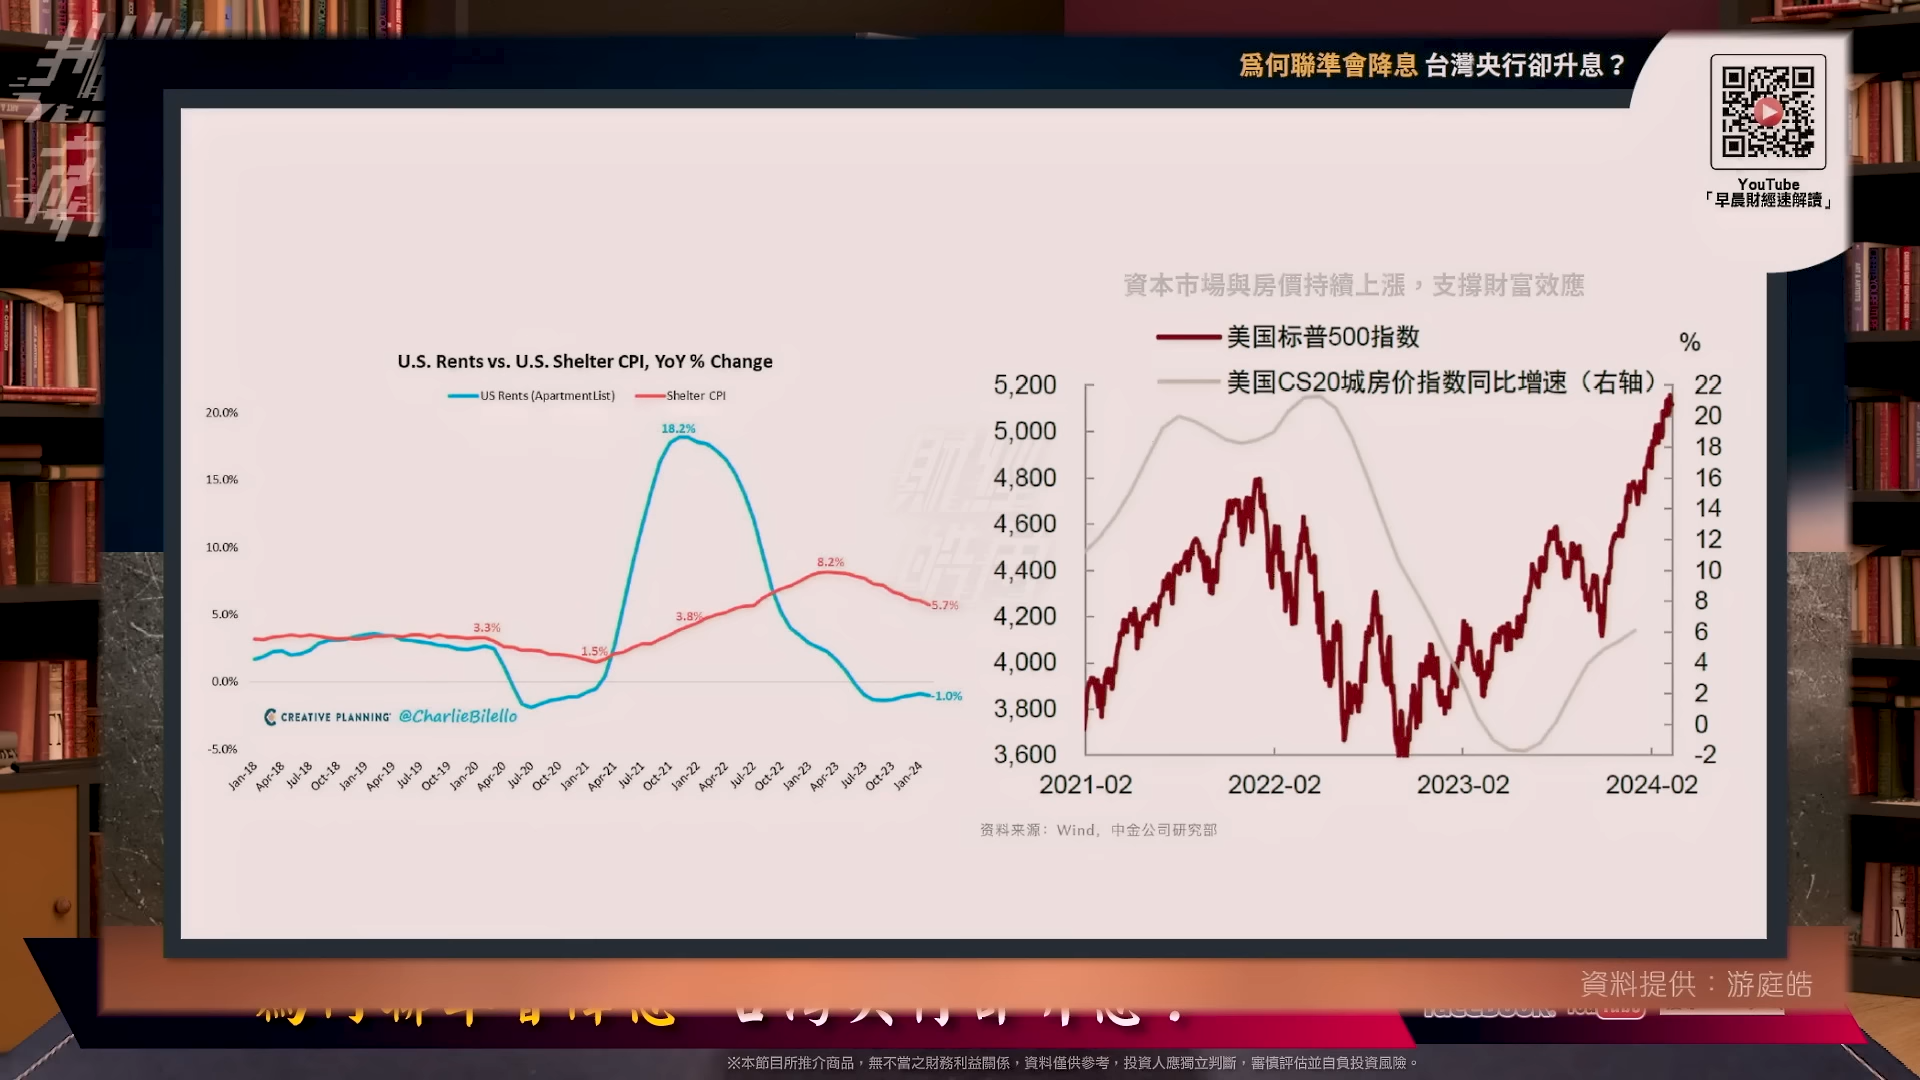 為何聯準會降息 台灣央行卻升息？
YouTube
「早晨財經速解讀」
資本市場與房價持續上漲，支撐財富效應
U.S. Rents vs. U.S. Shelter CPI, YoY % Change
US Rents (ApartmentList) Shelter CPI
20.0%
15.0%
10.0%
5.0%
0.0%
-5.0%
18.2%
8.2%
5.7%
3.8%
3.3%
1.5%
-1.0%
CREATIVE PLANNING @CharlieBilello
Jan-18 Apr-18 Jul-18 Oct-18 Jan-19 Apr-19 Jul-19 Oct-19 Jan-20 Apr-20 Jul-20 Oct-20 Jan-21 Apr-21 Jul-21 Oct-21 Jan-22 Apr-22 Jul-22 Oct-22 Jan-23 Apr-23 Jul-23 Oct-23 Jan-24
美国标普500指数
美国CS20城房价指数同比增速（右轴）
%
5,200
5,000
4,800
4,600
4,400
4,200
4,000
3,800
3,600
22
20
18
16
14
12
10
8
6
4
2
0
-2
2021-02 2022-02 2023-02 2024-02
资料来源：Wind，中金公司研究部
資料提供：游庭皓
※本節目所推介商品，無不當之財務利益關係，資料僅供參考，投資人應獨立判斷，審慎評估並自負投資風險。